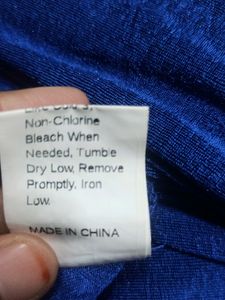 Non-Chlorine
Bleach When
Needed, Tumble
Dry Low, Remove
Promptly. Iron
Low.
MADE IN CHINA